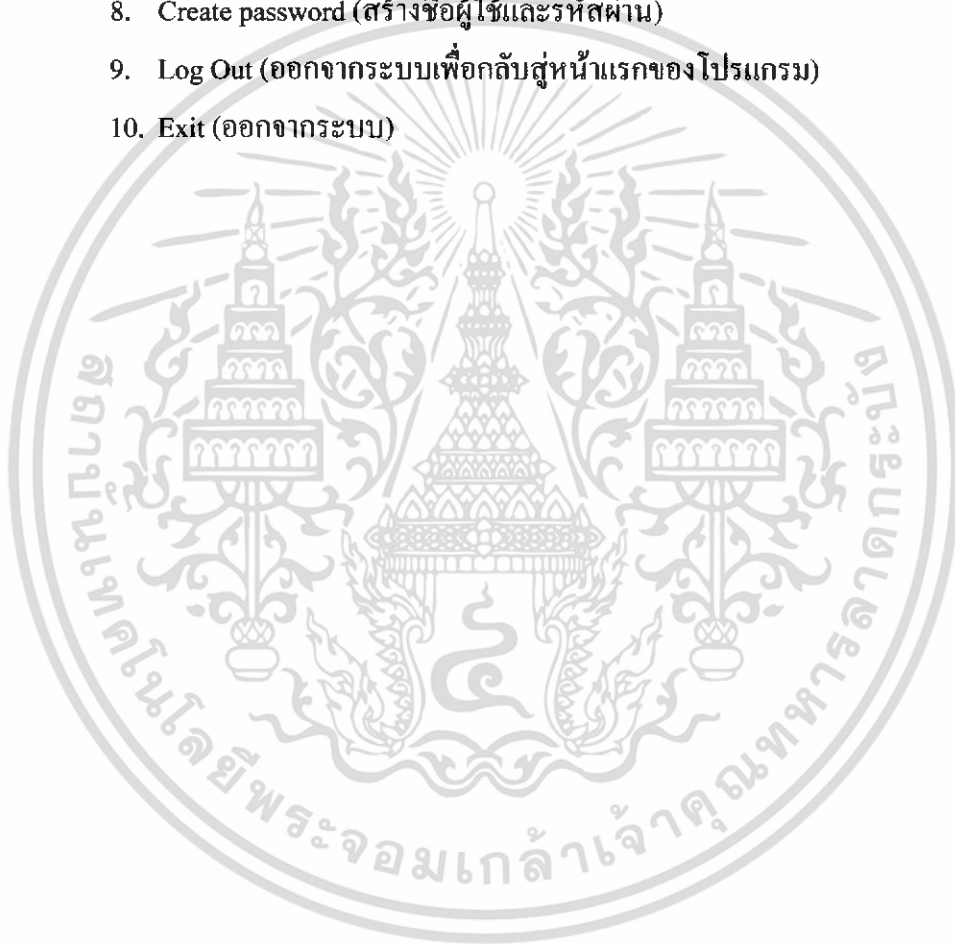 8. Create password (สร้างชื่อผู้ใช้และรหัสผ่าน)
9. Log Out (ออกจากระบบเพื่อกลับสู่หน้าแรกของโปรแกรม)
10. Exit (ออกจากระบบ)
สถาบันเทคโนโลยีพระจอมเกล้าเจ้าคุณทหารลาดกระบัง